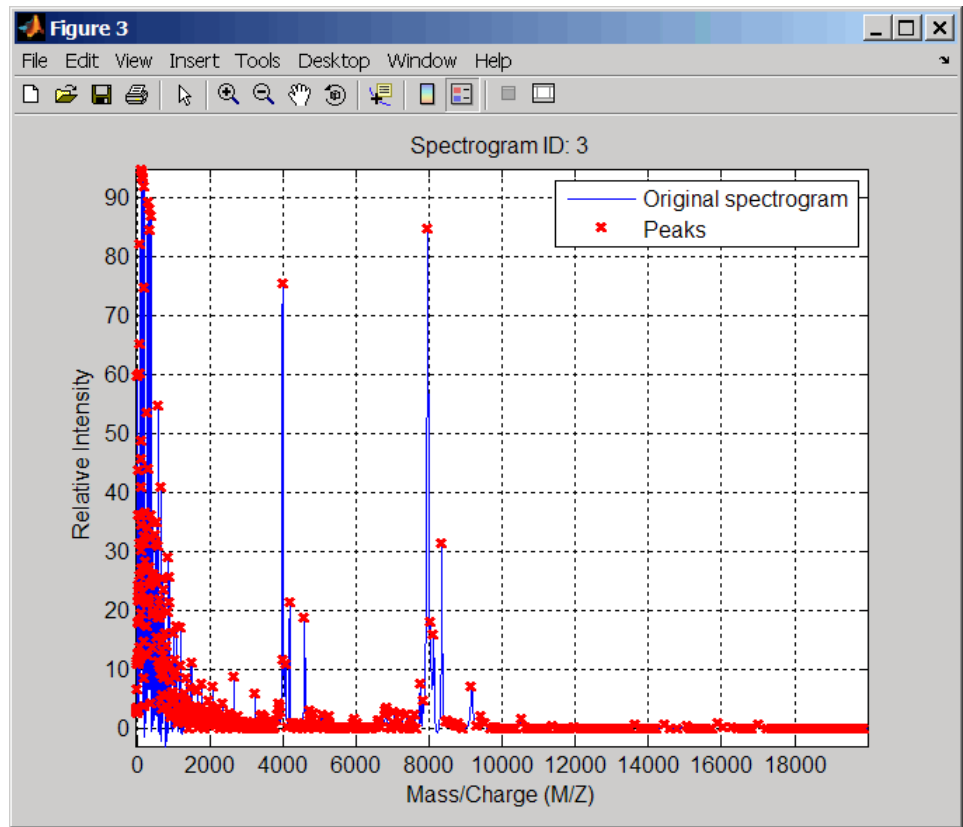 Figure 3
File Edit View Insert Tools Desktop Window Help
Spectrogram ID: 3
Original spectrogram
Peaks
90
80
70
60
50
40
30
20
10
0
Relative Intensity
0 2000 4000 6000 8000 10000 12000 14000 16000 18000
Mass/Charge (M/Z)